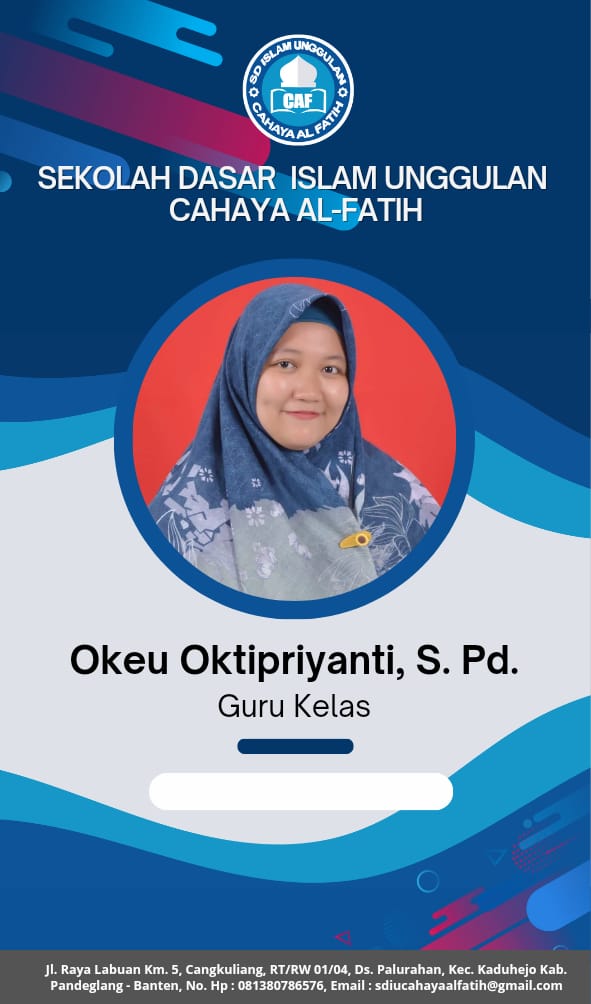 SD ISLAM UNGGULAN
CAF
CAHAYA AL FATIH
SEKOLAH DASAR ISLAM UNGGULAN
CAHAYA AL-FATIH
Okeu Oktipriyanti, S. Pd.
Guru Kelas
Jl. Raya Labuan Km. 5, Cangkuliang, RT/RW 01/04, Ds. Palurahan, Kec. Kaduhejo Kab.
Pandeglang - Banten, No. Hp : 081380786576, Email : sdiucahayaalfatih@gmail.com